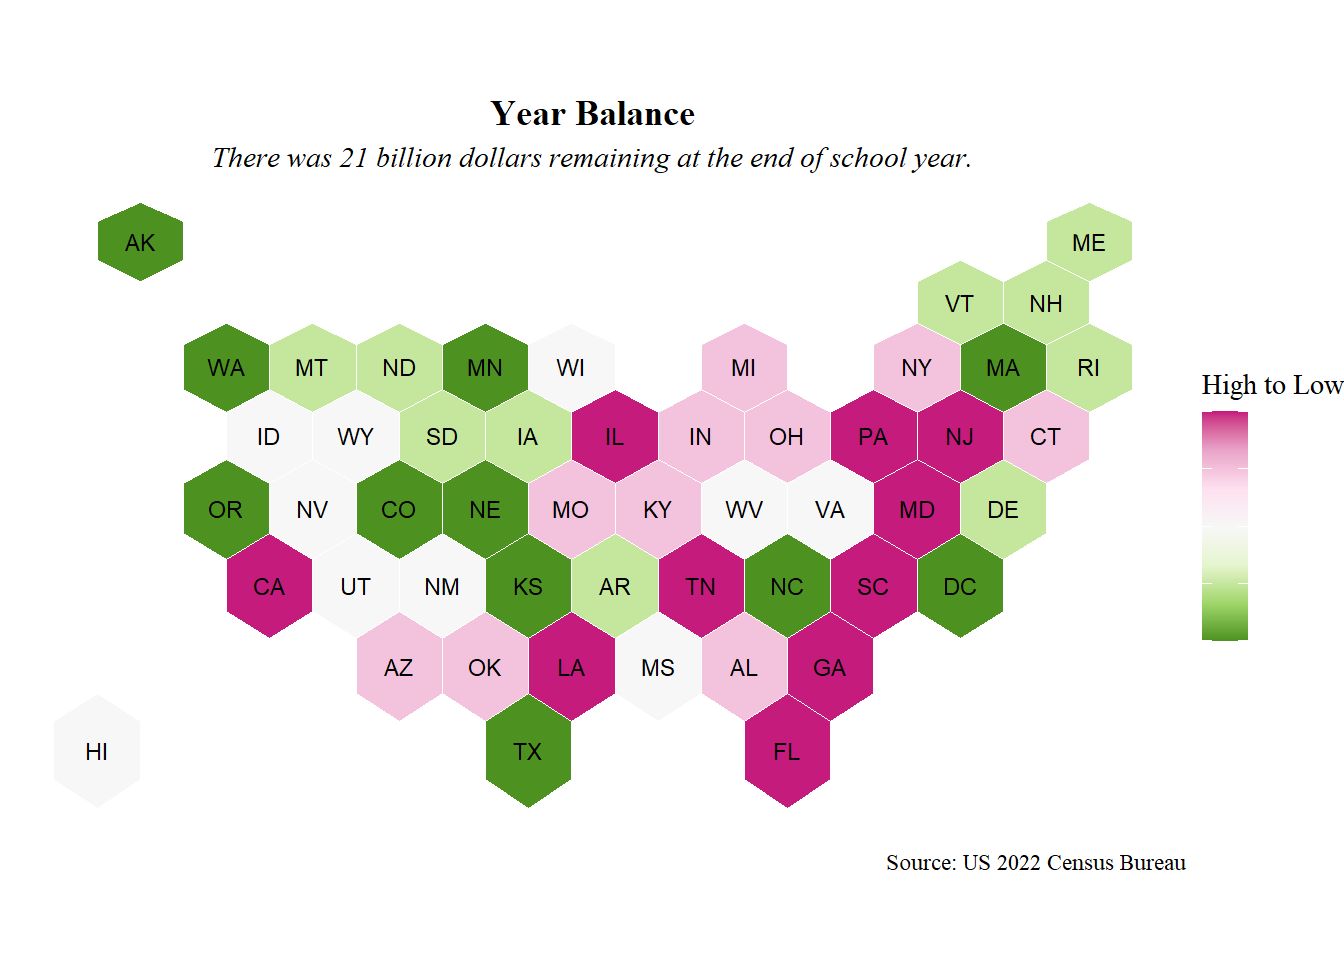 Year Balance
There was 21 billion dollars remaining at the end of school year.
AK
ME
VT
NH
WA
MT
ND
MN
WI
MI
NY
MA
RI
High to Low
ID
WY
SD
IA
IL
IN
OH
PA
NJ
CT
OR
NV
CO
NE
MO
KY
WV
VA
MD
DE
CA
UT
NM
KS
AR
TN
NC
SC
DC
AZ
OK
LA
MS
AL
GA
HI
TX
FL
Source: US 2022 Census Bureau